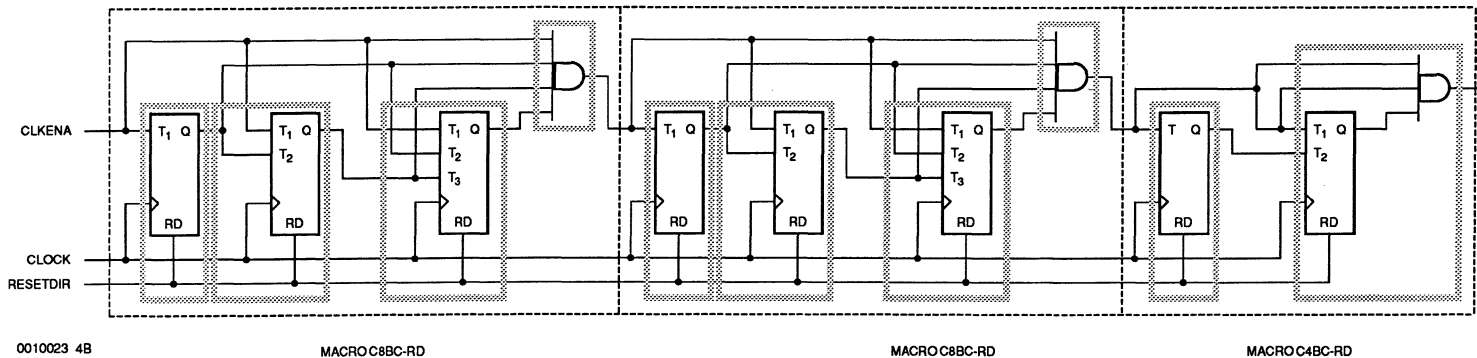 CLKENA
T1 Q
RD
T1 Q
T2
RD
T1 Q
T2
T3
RD
T1 Q
RD
T1 Q
T2
RD
T1 Q
T2
T3
RD
T Q
RD
T1 Q
T2
RD
CLOCK
RESETDIR
0010023 4B
MACRO C8BC-RD
MACRO C8BC-RD
MACRO C4BC-RD